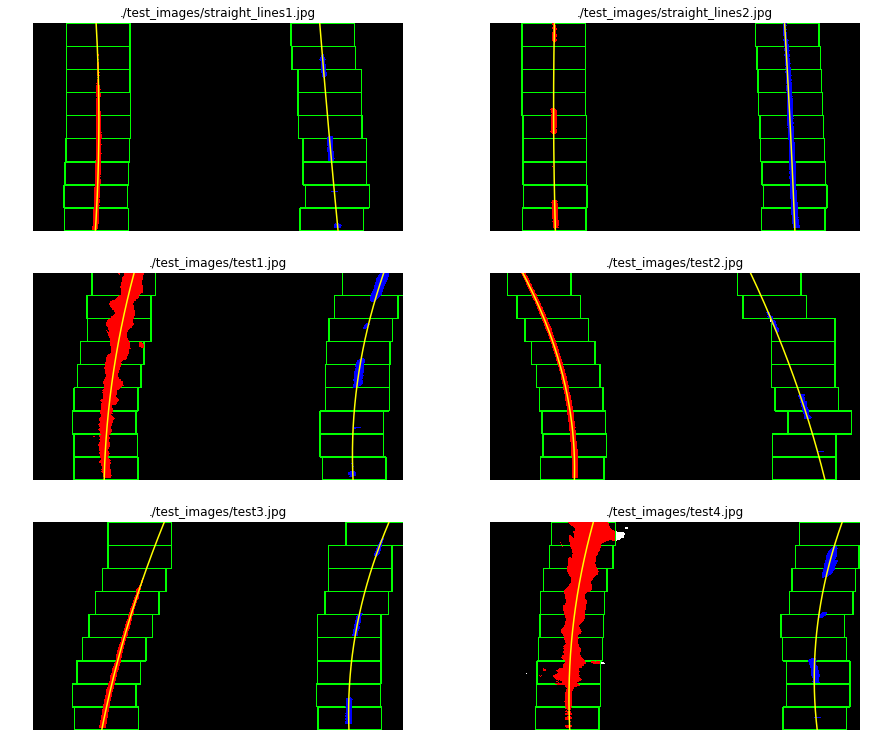 ./test_images/straight_lines1.jpg
./test_images/straight_lines2.jpg
./test_images/test1.jpg
./test_images/test2.jpg
./test_images/test3.jpg
./test_images/test4.jpg